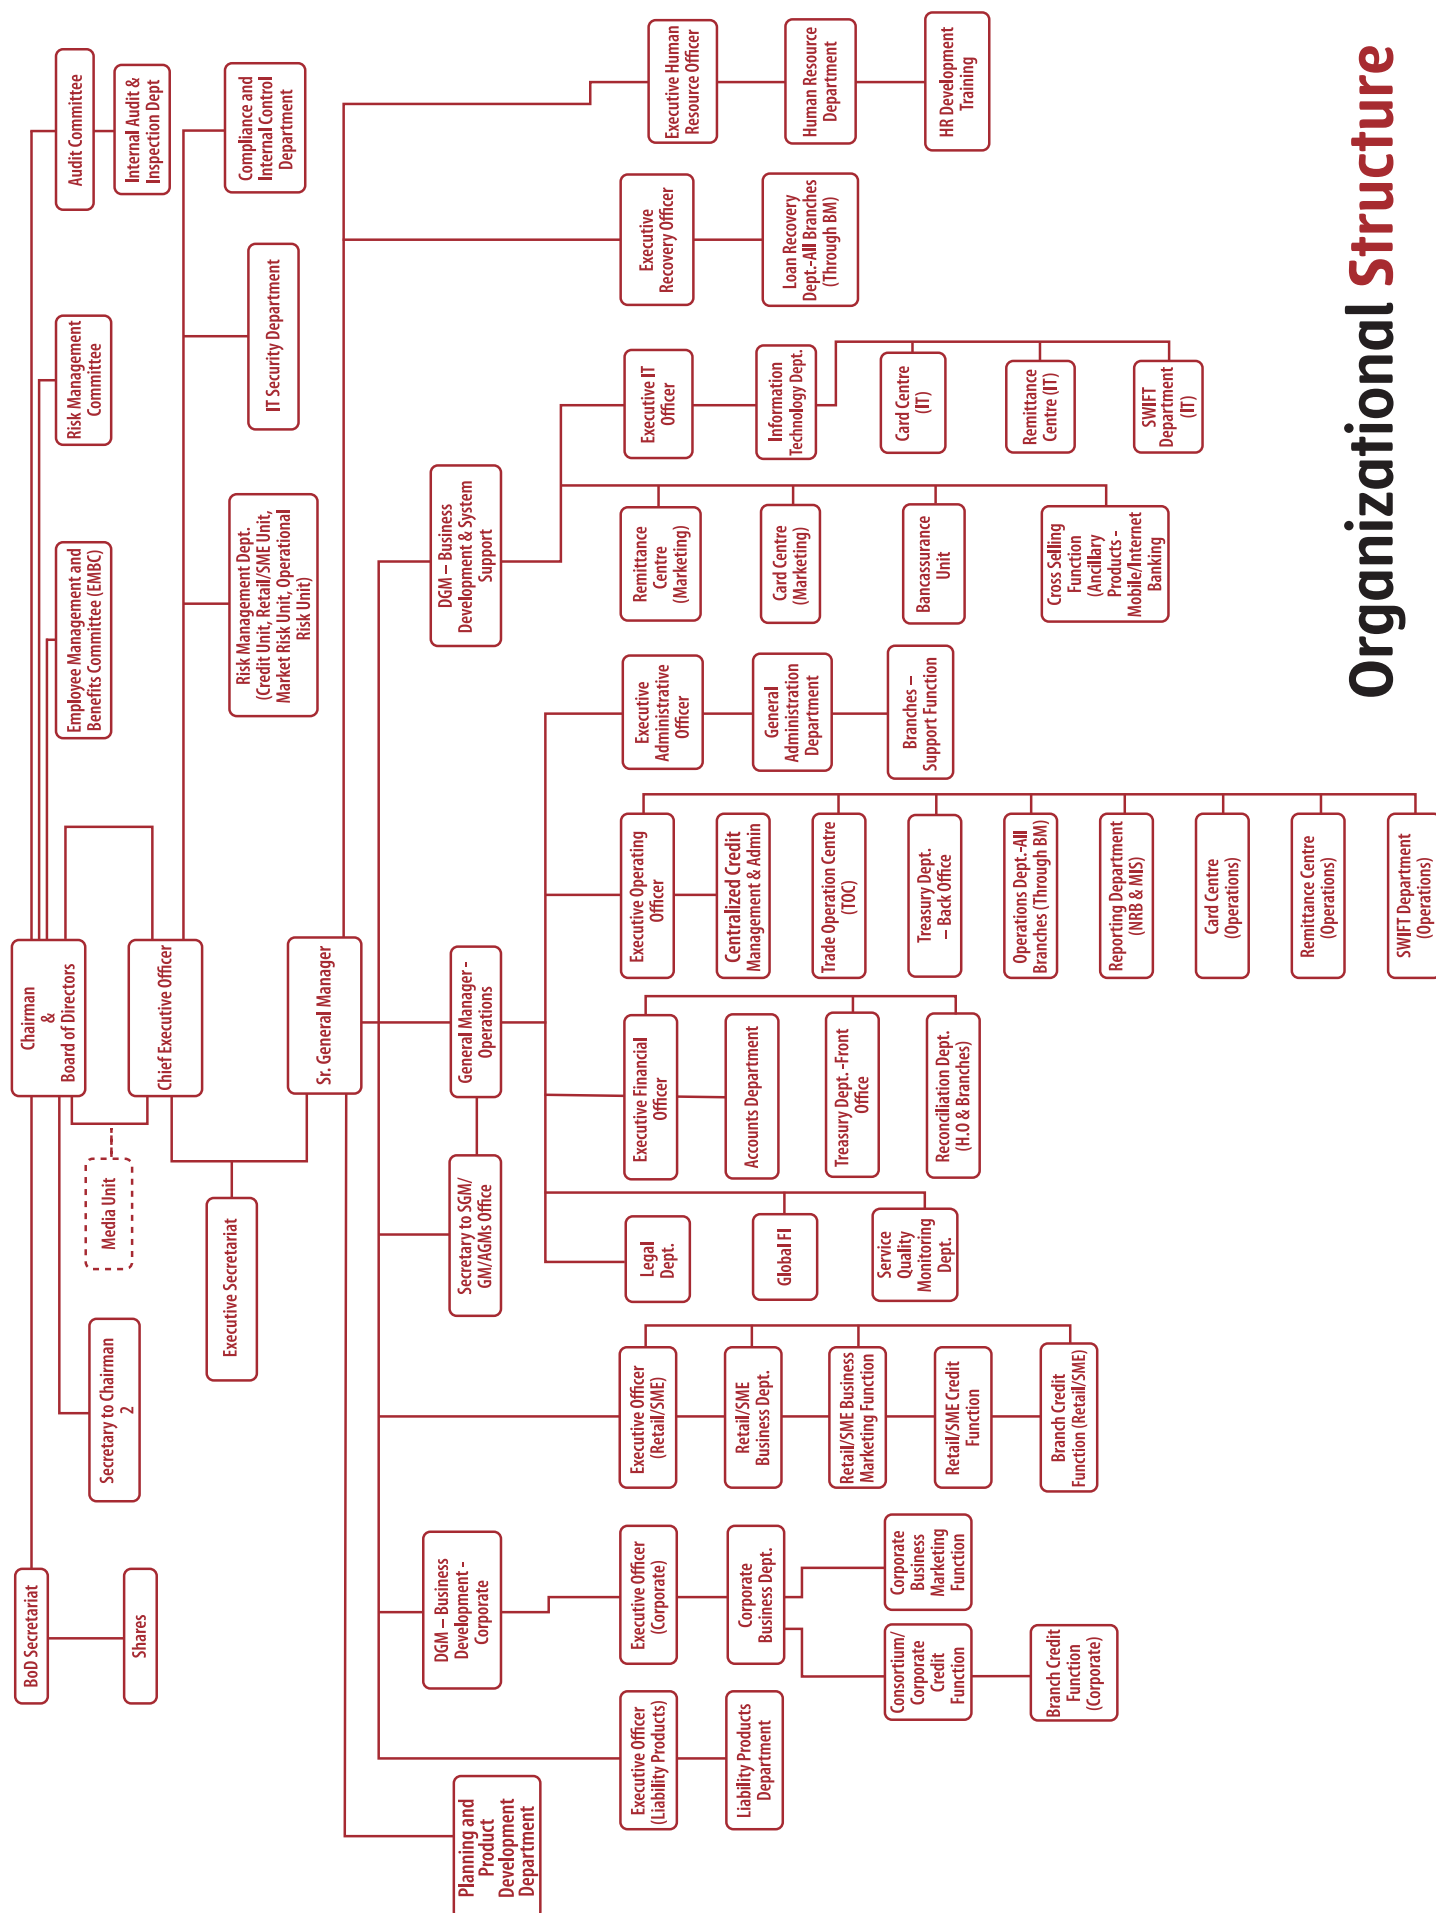 Organizational Structure
Chairman
&
Board of Directors
BoD Secretariat
Shares
Secretary to Chairman
2
Media Unit
Employee Management and
Benefits Committee (EMBC)
Risk Management
Committee
Audit Committee
Internal Audit &
Inspection Dept
Chief Executive Officer
Executive Secretariat
Risk Management Dept.
(Credit Unit, Retail/SME Unit,
Market Risk Unit, Operational
Risk Unit)
IT Security Department
Compliance and
Internal Control
Department
Sr. General Manager
Planning and
Product
Development
Department
DGM – Business
Development -
Corporate
Secretary to SGM/
GM/AGMs Office
General Manager -
Operations
DGM – Business
Development & System
Support
Executive Officer
(Liability Products)
Liability Products
Department
Executive Officer
(Corporate)
Corporate
Business Dept.
Consortium/
Corporate
Credit
Function
Corporate
Business
Marketing
Function
Branch Credit
Function
(Corporate)
Executive Officer
(Retail/SME)
Retail/SME
Business Dept.
Retail/SME Business
Marketing Function
Retail/SME Credit
Function
Branch Credit
Function (Retail/SME)
Legal
Dept.
Global FI
Service
Quality
Monitoring
Dept.
Executive Financial
Officer
Accounts Department
Treasury Dept. -Front
Office
Reconciliation Dept.
(H.O & Branches)
Executive Operating
Officer
Centralized Credit
Management & Admin
Trade Operation Centre
(TOC)
Treasury Dept.
– Back Office
Operations Dept.-All
Branches (Through BM)
Reporting Department
(NRB & MIS)
Card Centre
(Operations)
Remittance Centre
(Operations)
SWIFT Department
(Operations)
Executive
Administrative
Officer
General
Administration
Department
Branches –
Support Function
Remittance
Centre
(Marketing)
Card Centre
(Marketing)
Bancassurance
Unit
Cross Selling
Function
(Ancillary
Products -
Mobile/Internet
Banking
Executive IT
Officer
Information
Technology Dept.
Card Centre
(IT)
Remittance
Centre (IT)
SWIFT
Department
(IT)
Executive
Recovery Officer
Loan Recovery
Dept.-All Branches
(Through BM)
Executive Human
Resource Officer
Human Resource
Department
HR Development
Training